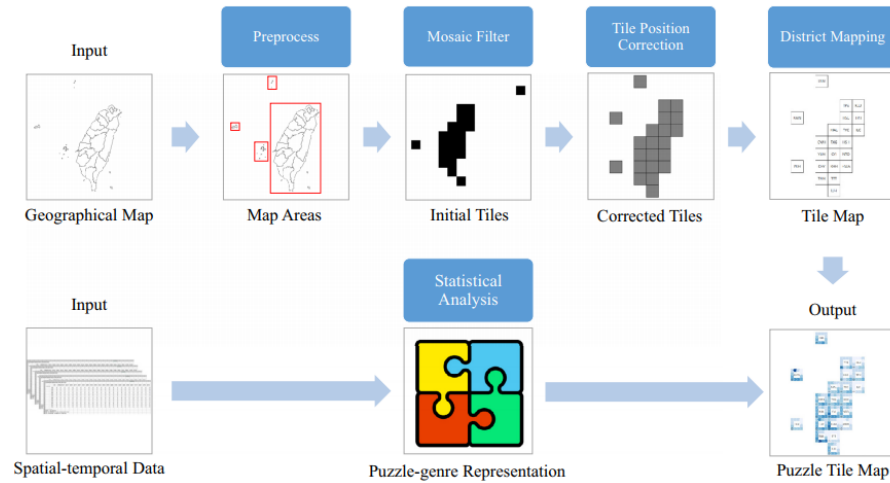 Input
Preprocess
Mosaic Filter
Tile Position
Correction
District Mapping
Geographical Map
Map Areas
Initial Tiles
Corrected Tiles
Tile Map
Input
Statistical
Analysis
Output
Spatial-temporal Data
Puzzle-genre Representation
Puzzle Tile Map